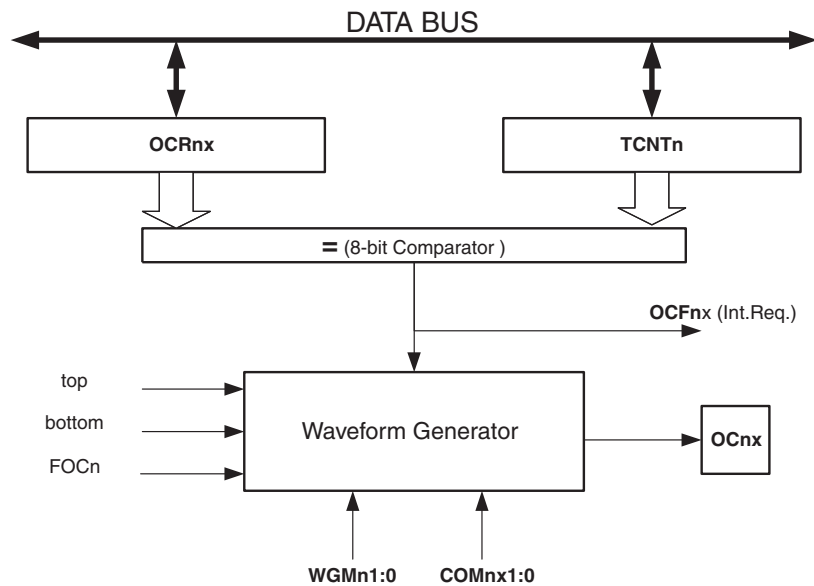 DATA BUS
OCRnx
TCNTn
= (8-bit Comparator )
OCFnx (Int.Req.)
top
bottom
FOCn
Waveform Generator
OCnx
WGMn1:0
COMnx1:0